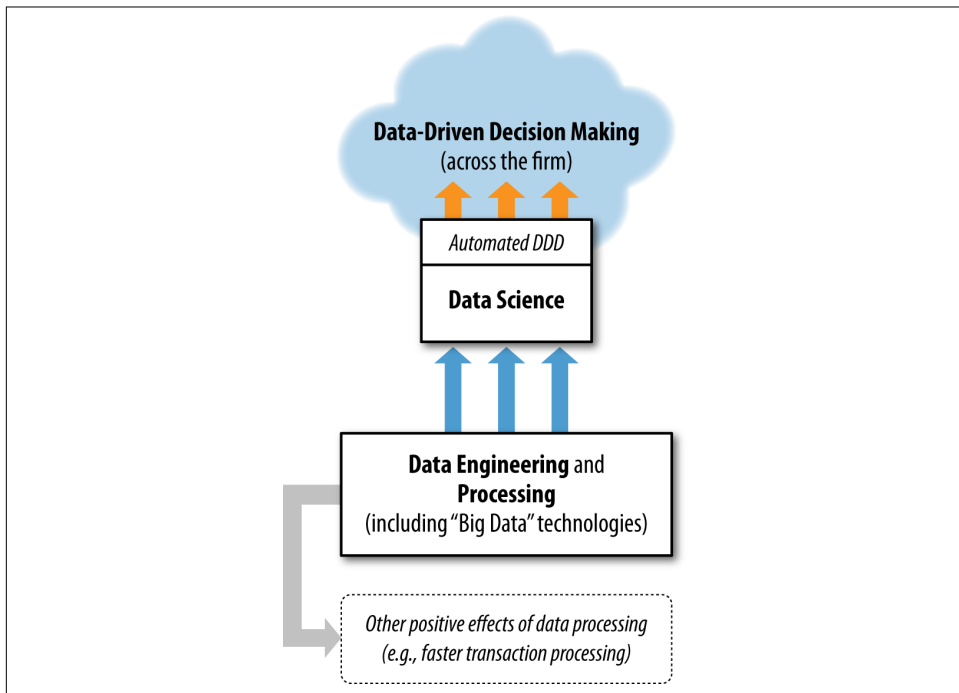 Data-Driven Decision Making
(across the firm)
Automated DDD
Data Science
Data Engineering and
Processing
(including “Big Data” technologies)
Other positive effects of data processing
(e.g., faster transaction processing)